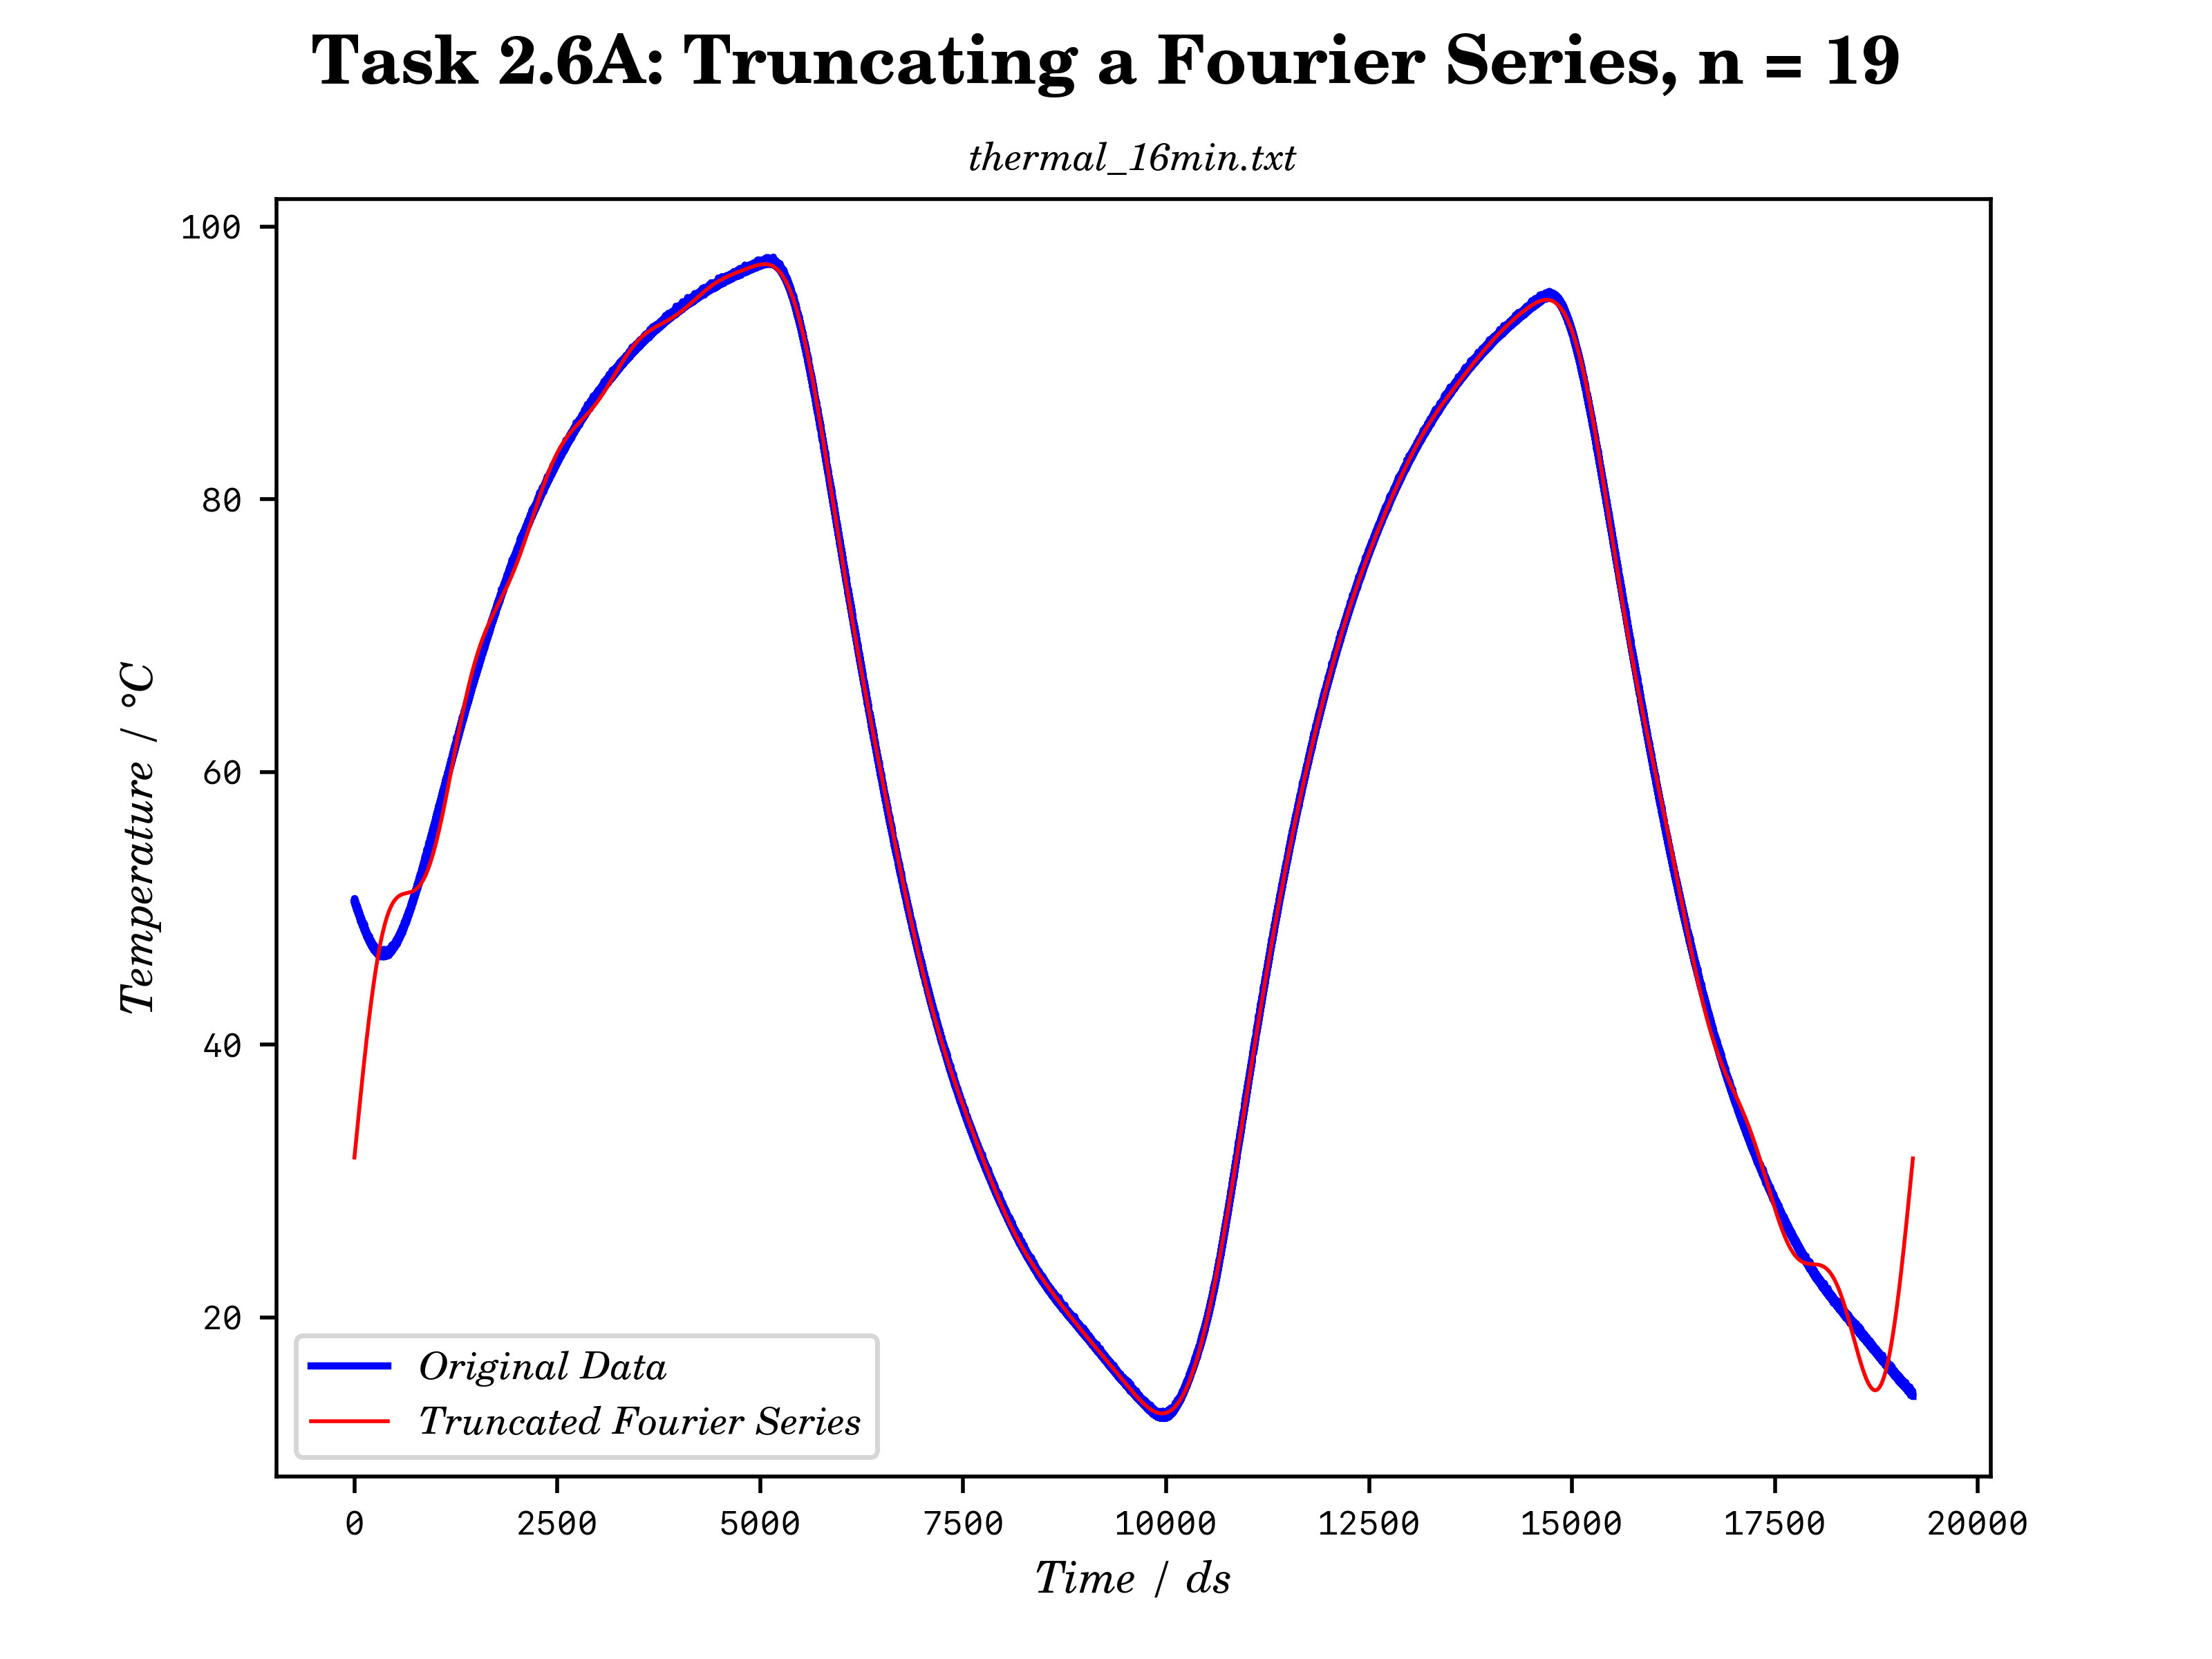 Task 2.6A: Truncating a Fourier Series, n = 19
thermal_16min.txt
100
80
60
40
20
Temperature / °C
Original Data
Truncated Fourier Series
0 2500 5000 7500 10000 12500 15000 17500 20000
Time / ds